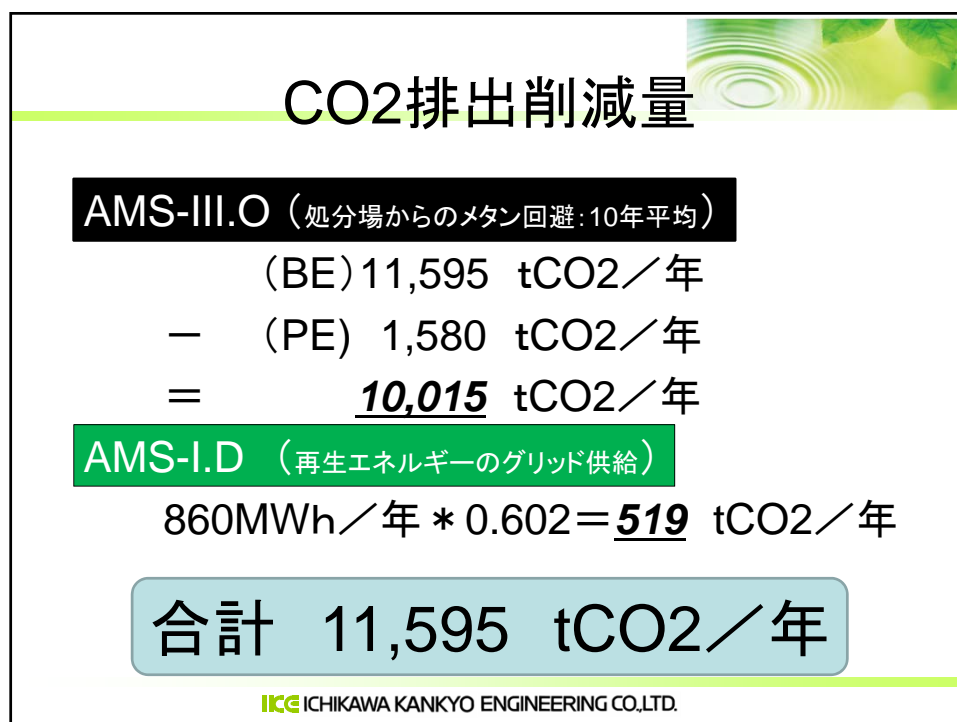 CO2排出削減量
AMS-III.O（処分場からのメタン回避：10年平均）
（BE）11,595 tCO2／年
－ （PE) 1,580 tCO2／年
＝ 10,015 tCO2／年
AMS-I.D （再生エネルギーのグリッド供給）
860MWh／年＊0.602＝519 tCO2／年
合計 11,595 tCO2／年
IKE ICHIKAWA KANKYO ENGINEERING CO.,LTD.